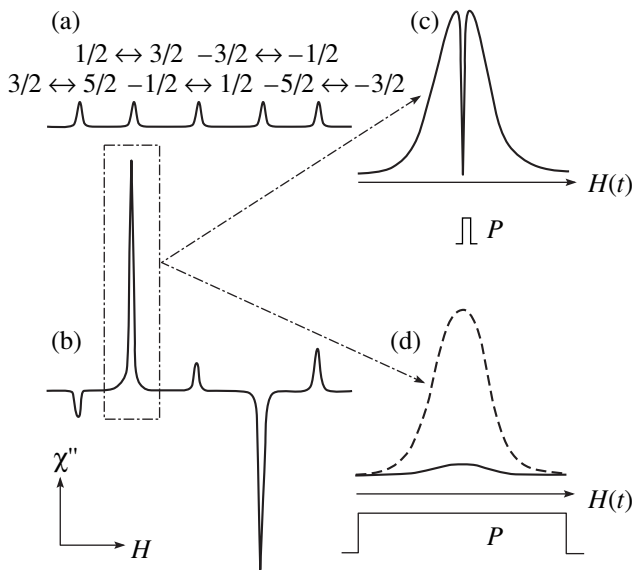 (a)
1/2 ↔ 3/2 −3/2 ↔ −1/2
3/2 ↔ 5/2 −1/2 ↔ 1/2 −5/2 ↔ −3/2
(c)
H(t)
P
(b)
χ"
H
(d)
H(t)
P